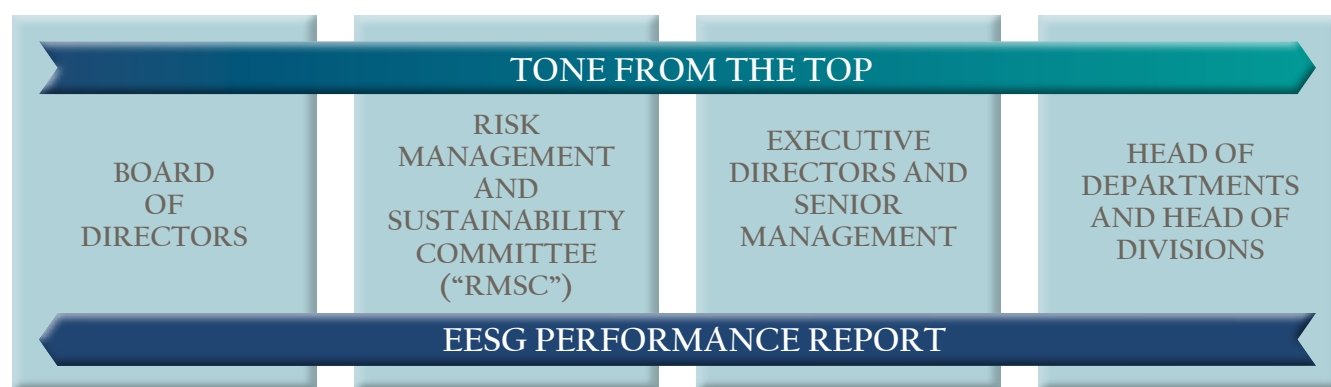 TONE FROM THE TOP
BOARD
OF
DIRECTORS
RISK
MANAGEMENT
AND
SUSTAINABILITY
COMMITTEE
(“RMSC”)
EXECUTIVE
DIRECTORS AND
SENIOR
MANAGEMENT
HEAD OF
DEPARTMENTS
AND HEAD OF
DIVISIONS
EESG PERFORMANCE REPORT